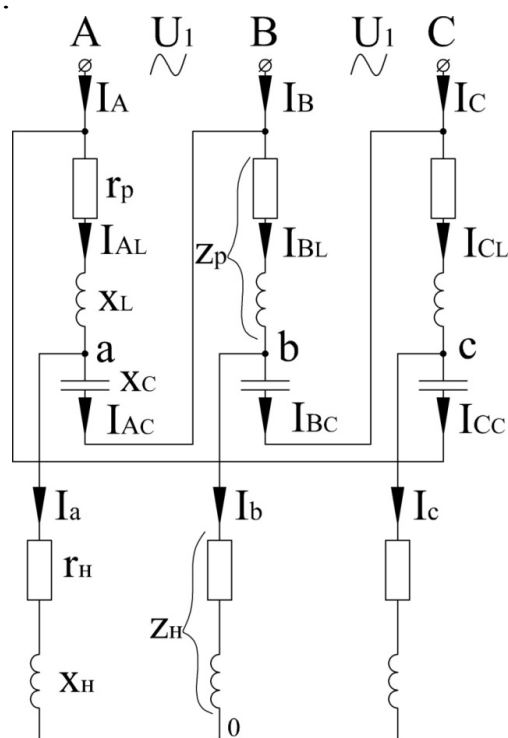 A U1 B U1 C
IA IB IC
rp
zp
IAL IBL ICL
xL
a b c
xC
IAC IBC ICC
Ia Ib Ic
rH
zH
xH
0